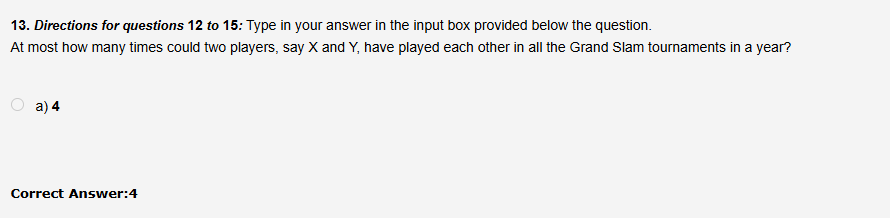 13. Directions for questions 12 to 15: Type in your answer in the input box provided below the question.
At most how many times could two players, say X and Y, have played each other in all the Grand Slam tournaments in a year?
a) 4
Correct Answer:4